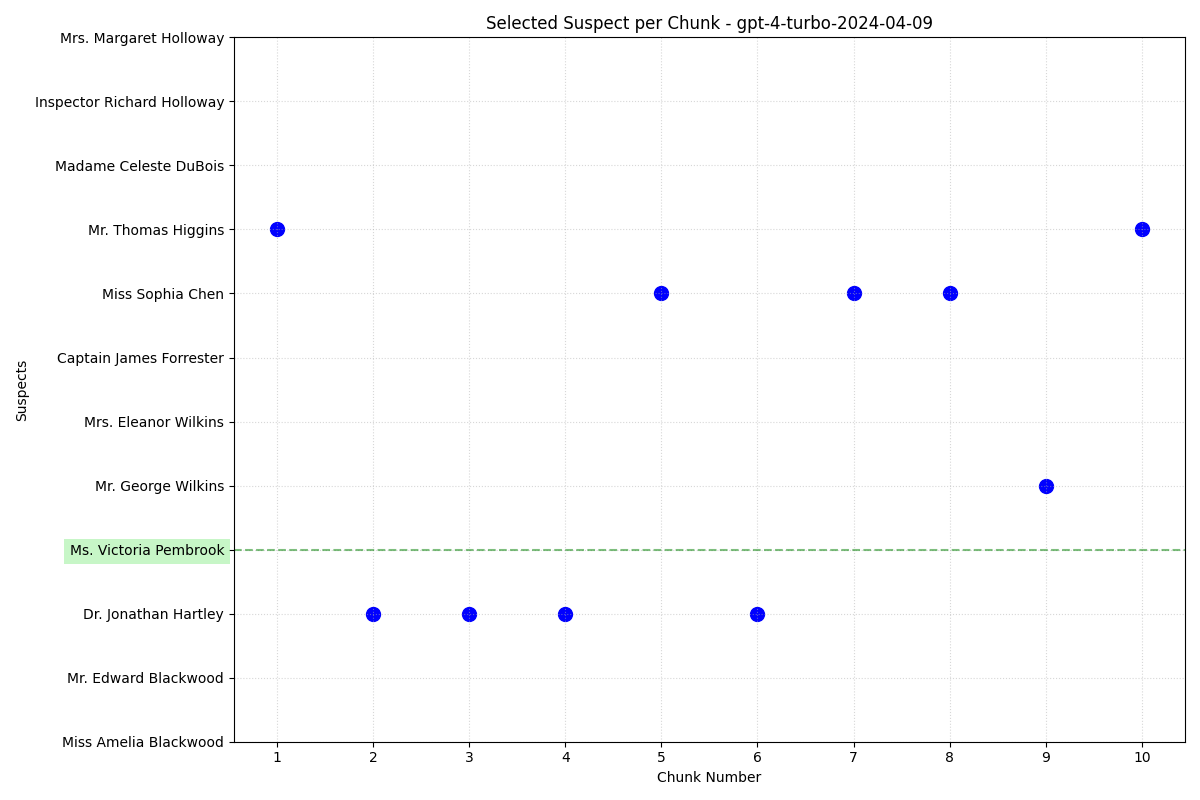 Selected Suspect per Chunk - gpt-4-turbo-2024-04-09
Mrs. Margaret Holloway
Inspector Richard Holloway
Madame Celeste DuBois
Mr. Thomas Higgins
Miss Sophia Chen
Captain James Forrester
Mrs. Eleanor Wilkins
Mr. George Wilkins
Ms. Victoria Pembrook
Dr. Jonathan Hartley
Mr. Edward Blackwood
Miss Amelia Blackwood
Suspects
1 2 3 4 5 6 7 8 9 10
Chunk Number